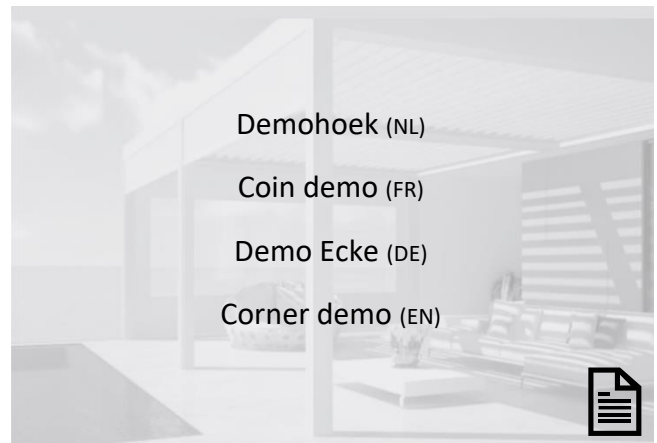 Demohoek (NL)
Coin demo (FR)
Demo Ecke (DE)
Corner demo (EN)